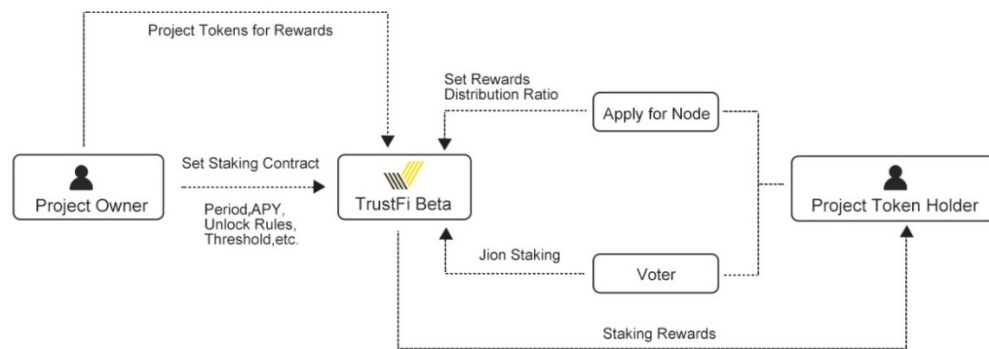 Project Tokens for Rewards
Set Rewards
Distribution Ratio
Apply for Node
Set Staking Contract
Project Owner
TrustFi Beta
Project Token Holder
Period,APY,
Unlock Rules,
Threshold,etc.
Jion Staking
Voter
Staking Rewards